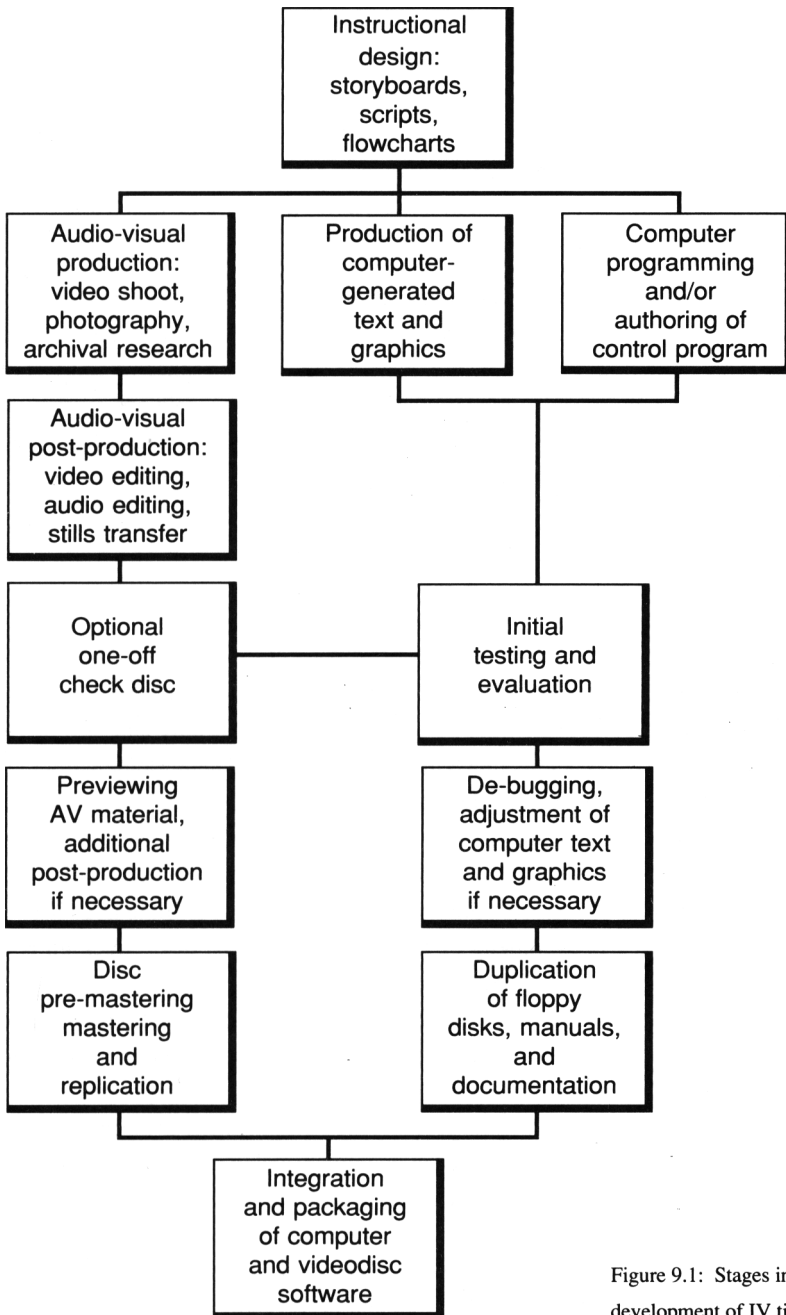 Instructional
design:
storyboards,
scripts,
flowcharts
Audio-visual
production:
video shoot,
photography,
archival research
Production of
computer-
generated
text and
graphics
Computer
programming
and/or
authoring of
control program
Audio-visual
post-production:
video editing,
audio editing,
stills transfer
Optional
one-off
check disc
Initial
testing and
evaluation
Previewing
AV material,
additional
post-production
if necessary
De-bugging,
adjustment of
computer text
and graphics
if necessary
Disc
pre-mastering
mastering
and
replication
Duplication
of floppy
disks, manuals,
and
documentation
Integration
and packaging
of computer
and videodisc
software
Figure 9.1: Stages in
development of IV